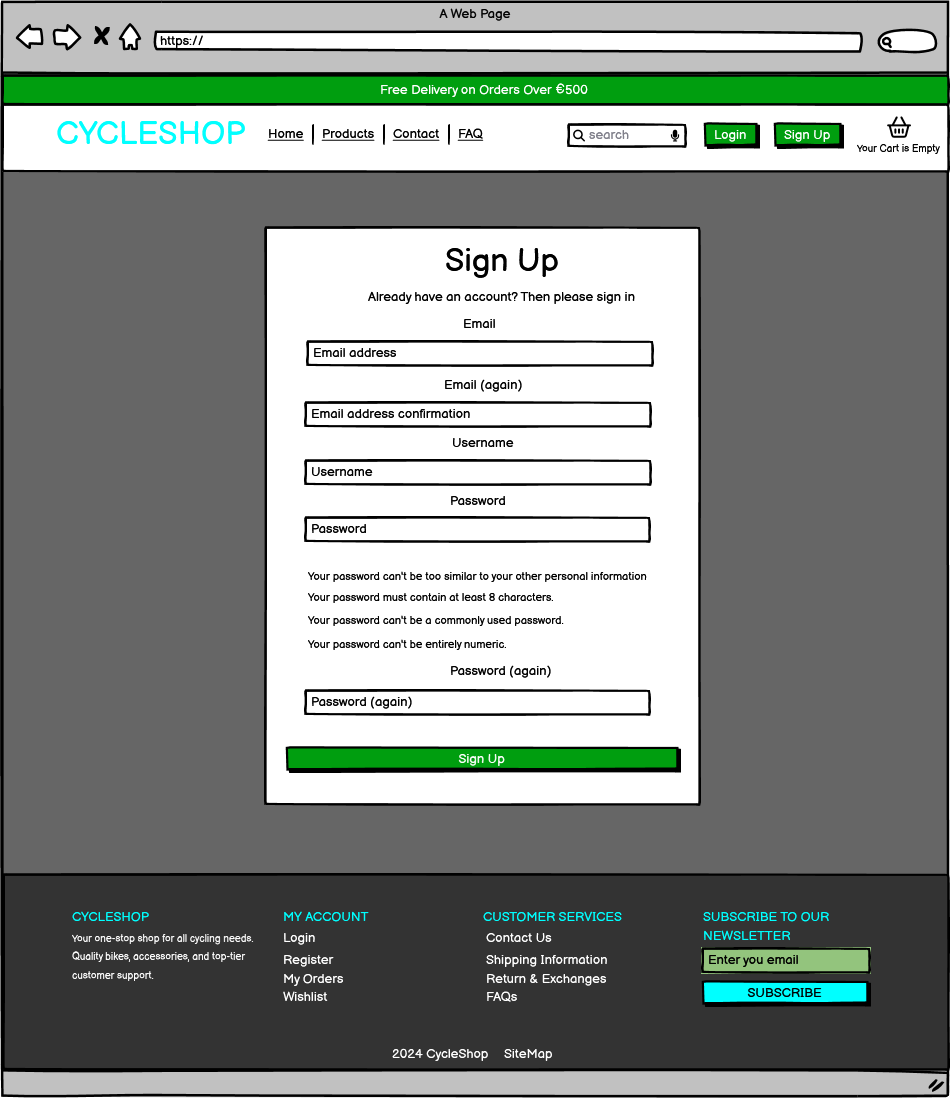 A Web Page
https://
Free Delivery on Orders Over €500
CYCLESHOP
Home Products Contact FAQ
search
Login
Sign Up
Your Cart is Empty
Sign Up
Already have an account? Then please sign in
Email
Email address
Email (again)
Email address confirmation
Username
Username
Password
Password
Your password can't be too similar to your other personal information
Your password must contain at least 8 characters.
Your password can't be a commonly used password.
Your password can't be entirely numeric.
Password (again)
Password (again)
Sign Up
CYCLESHOP
Your one-stop shop for all cycling needs.
Quality bikes, accessories, and top-tier
customer support.
MY ACCOUNT
Login
Register
My Orders
Wishlist
CUSTOMER SERVICES
Contact Us
Shipping Information
Return & Exchanges
FAQs
SUBSCRIBE TO OUR
NEWSLETTER
Enter you email
SUBSCRIBE
2024 CycleShop SiteMap